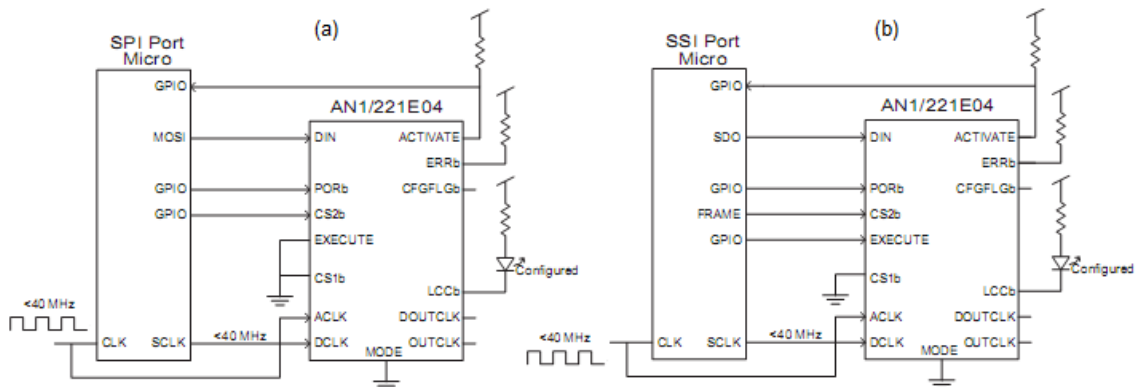 (a)
SPI Port
Micro
GPIO
AN1/221E04
MOSI
DIN
ACTIVATE
ERRb
GPIO
PORb
CFGFLGb
GPIO
CS2b
EXECUTE
CS1b
Configured
LCCb
<40 MHz
ACLK
DOUTCLK
<40 MHz
CLK
SCLK
DCLK
OUTCLK
MODE
(b)
SSI Port
Micro
GPIO
AN1/221E04
SDO
DIN
ACTIVATE
ERRb
GPIO
PORb
CFGFLGb
FRAME
CS2b
GPIO
EXECUTE
CS1b
Configured
LCCb
ACLK
DOUTCLK
<40 MHz
CLK
SCLK
DCLK
OUTCLK
<40 MHz
MODE